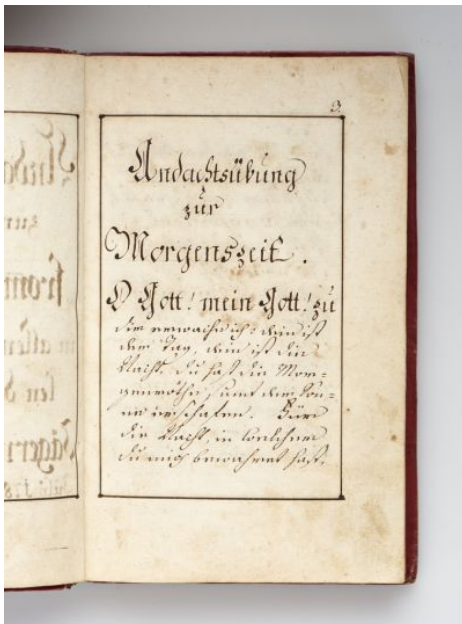 3.
Andachtsübung
zur
Morgenszeit.
O Gott! mein Gott! zu
dir erwache ich: dein ist
der Tag, dein ist die
Nacht. du hast die Mor=
genröthe, und die Son=
ne erschafen. Für
die Nacht, in welcher
du mich bewahret hast,